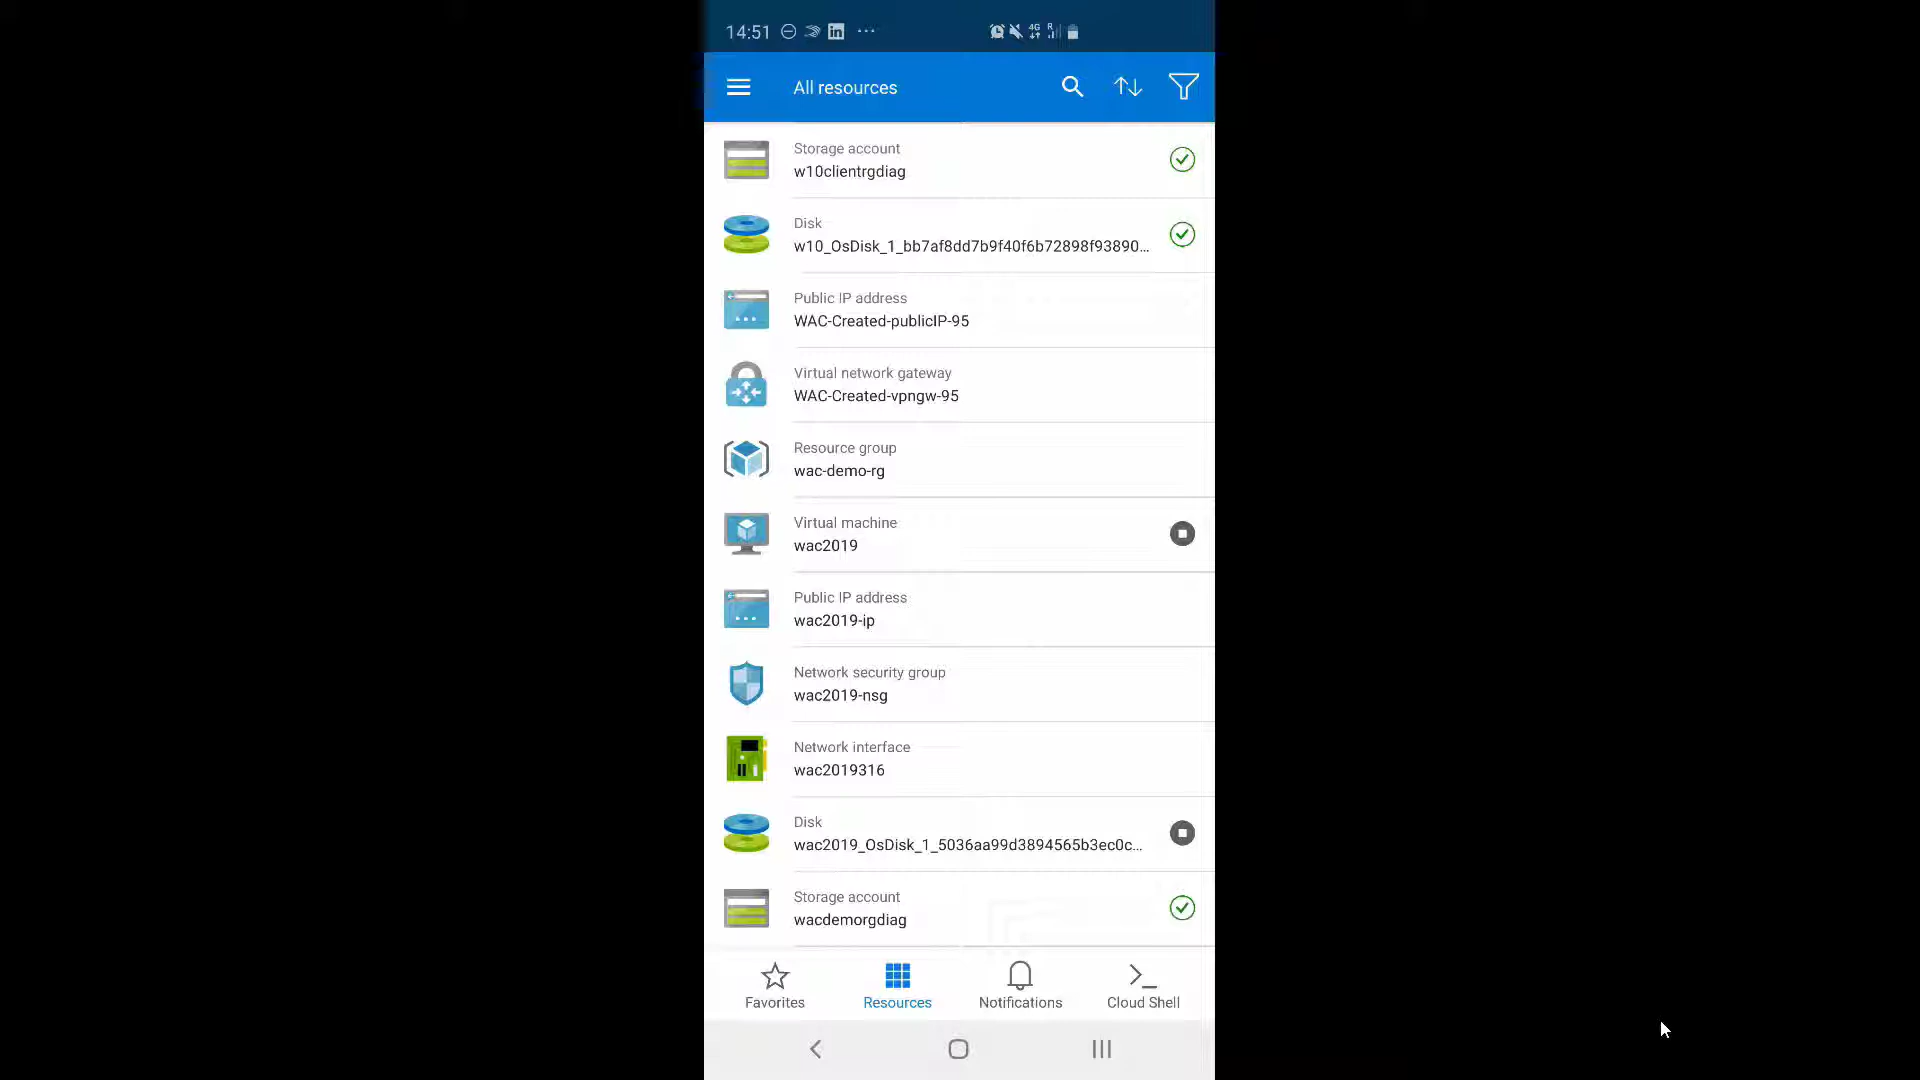 14:51
All resources
Storage account
w10clientrgdiag
Disk
w10_OsDisk_1_bb7af8dd7b9f40f6b72898f93890...
Public IP address
WAC-Created-publicIP-95
Virtual network gateway
WAC-Created-vpngw-95
Resource group
wac-demo-rg
Virtual machine
wac2019
Public IP address
wac2019-ip
Network security group
wac2019-nsg
Network interface
wac2019316
Disk
wac2019_OsDisk_1_5036aa99d3894565b3ec0c...
Storage account
wacdemorgdiag
Favorites
Resources
Notifications
Cloud Shell